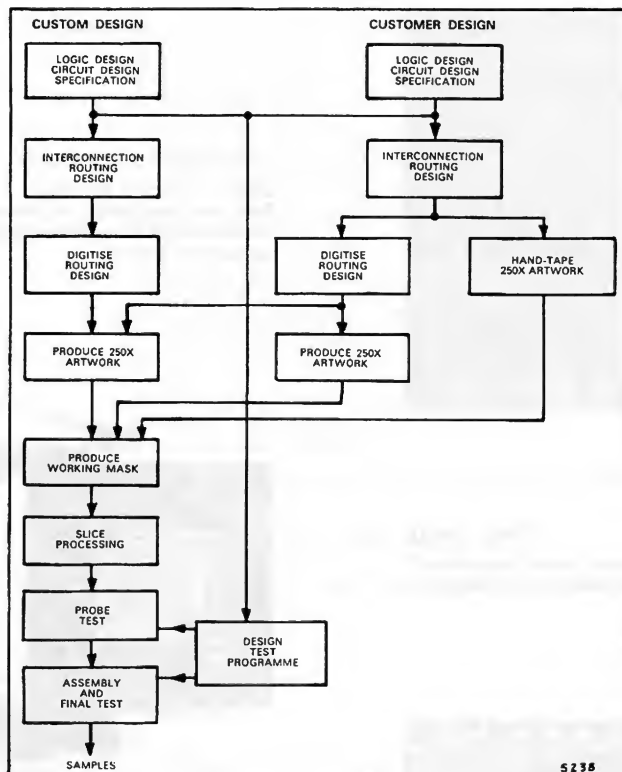 CUSTOM DESIGN
CUSTOMER DESIGN
LOGIC DESIGN
CIRCUIT DESIGN
SPECIFICATION
LOGIC DESIGN
CIRCUIT DESIGN
SPECIFICATION
INTERCONNECTION
ROUTING
DESIGN
INTERCONNECTION
ROUTING
DESIGN
DIGITISE
ROUTING
DESIGN
DIGITISE
ROUTING
DESIGN
HAND-TAPE
250X ARTWORK
PRODUCE 250X
ARTWORK
PRODUCE 250X
ARTWORK
PRODUCE
WORKING MASK
SLICE
PROCESSING
PROBE
TEST
DESIGN
TEST
PROGRAMME
ASSEMBLY
AND
FINAL TEST
SAMPLES
5238